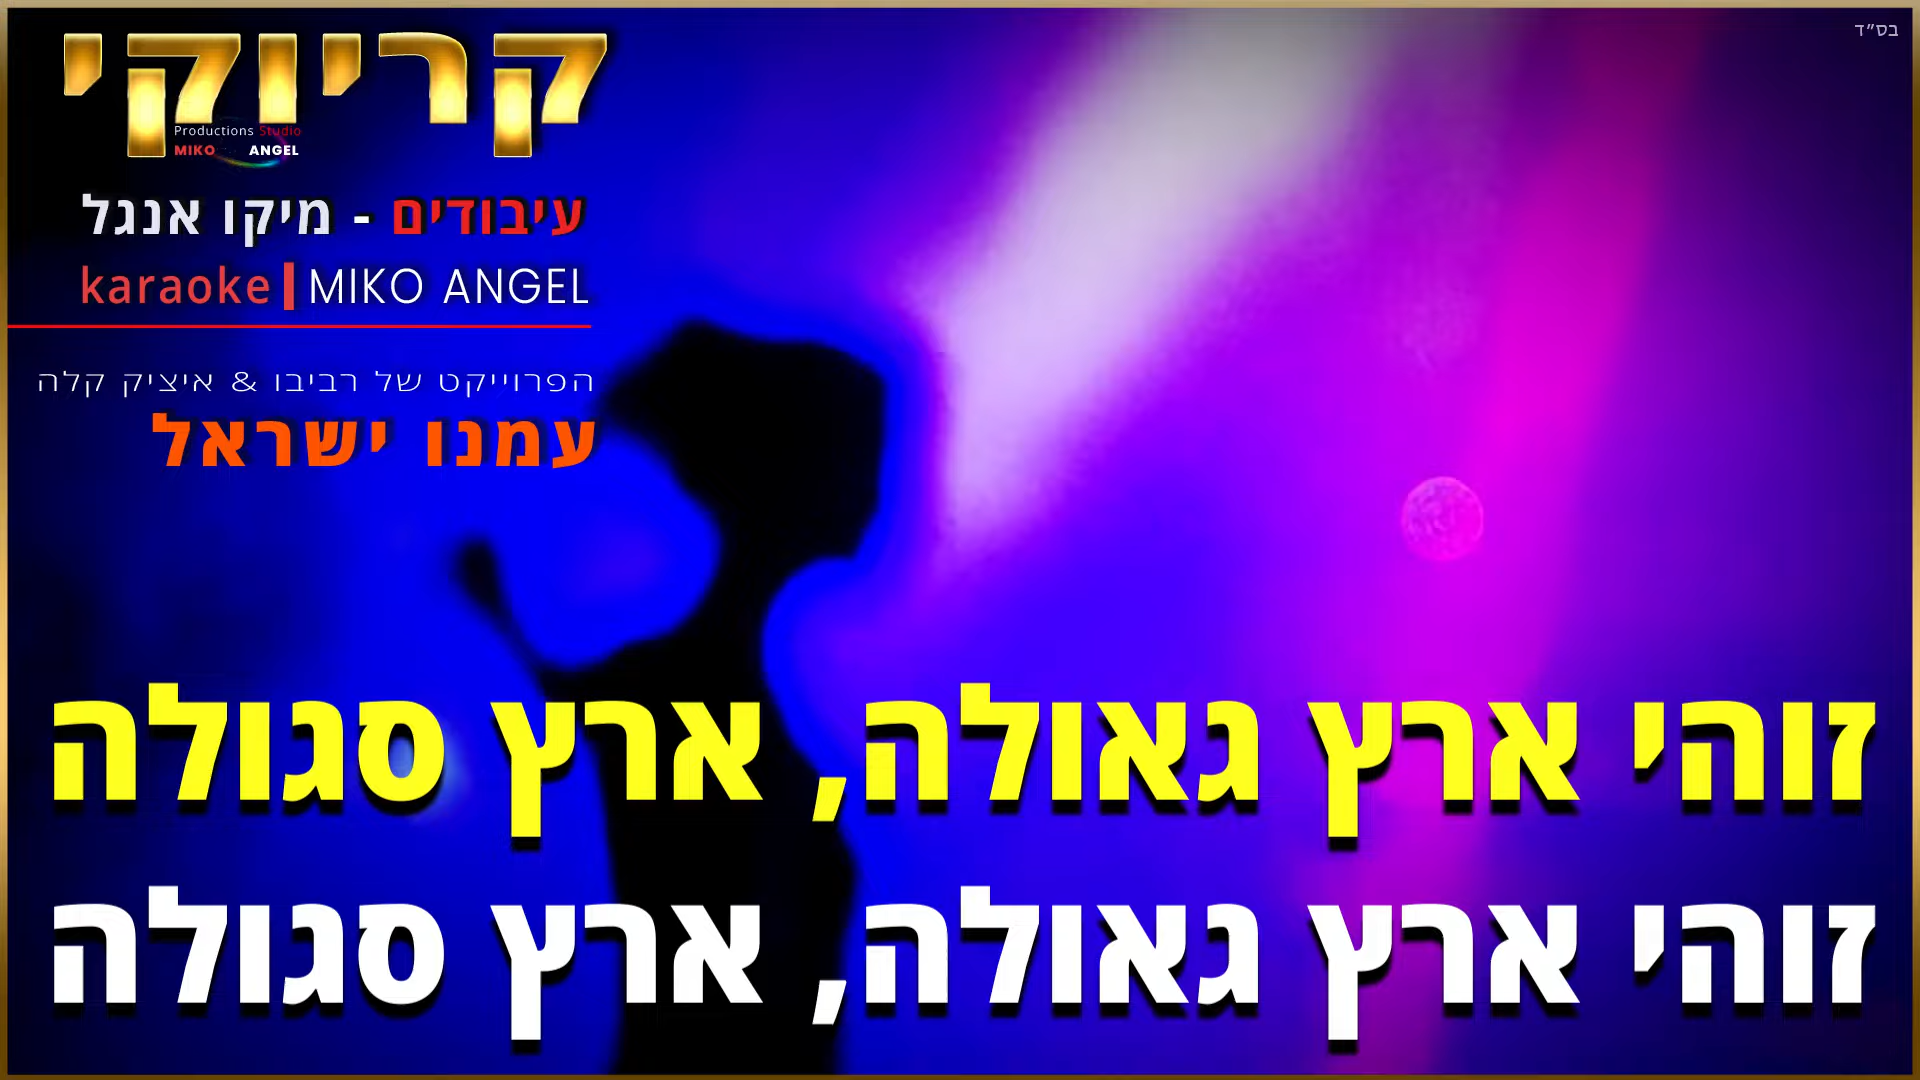 בס״ד
קריוקי
Productions Studio
MIKO ANGEL
עיבודים - מיקו אנגל
karaoke | MIKO ANGEL
הפרוייקט של רביבו & איציק קלה
עמנו ישראל
זוהי ארץ גאולה, ארץ סגולה
זוהי ארץ גאולה, ארץ סגולה